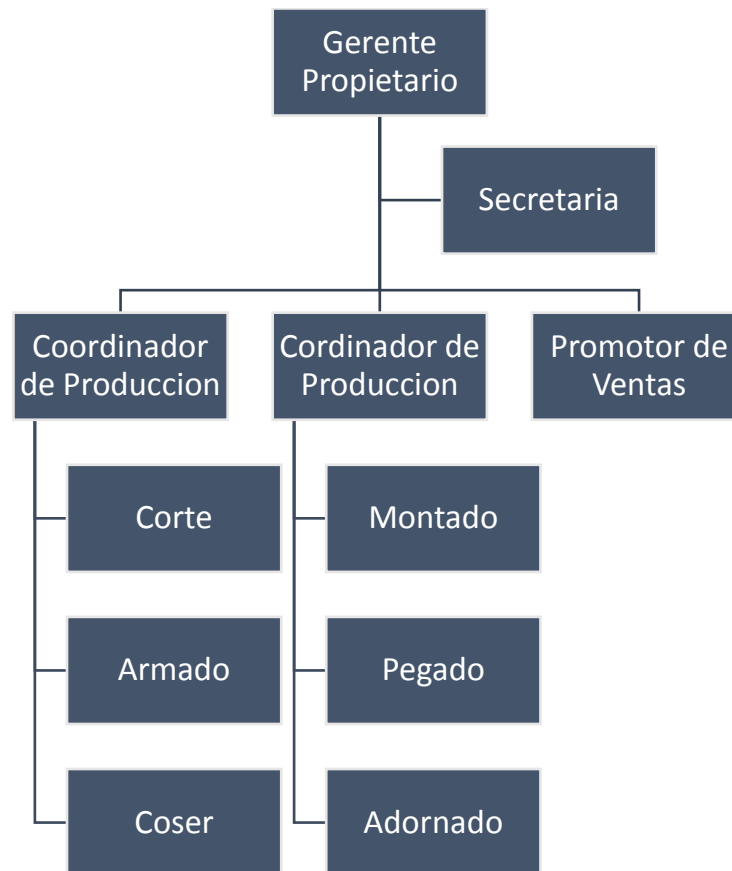 Gerente
Propietario
Secretaria
Coordinador
de Produccion
Cordinador de
Produccion
Promotor de
Ventas
Corte
Montado
Armado
Pegado
Coser
Adornado